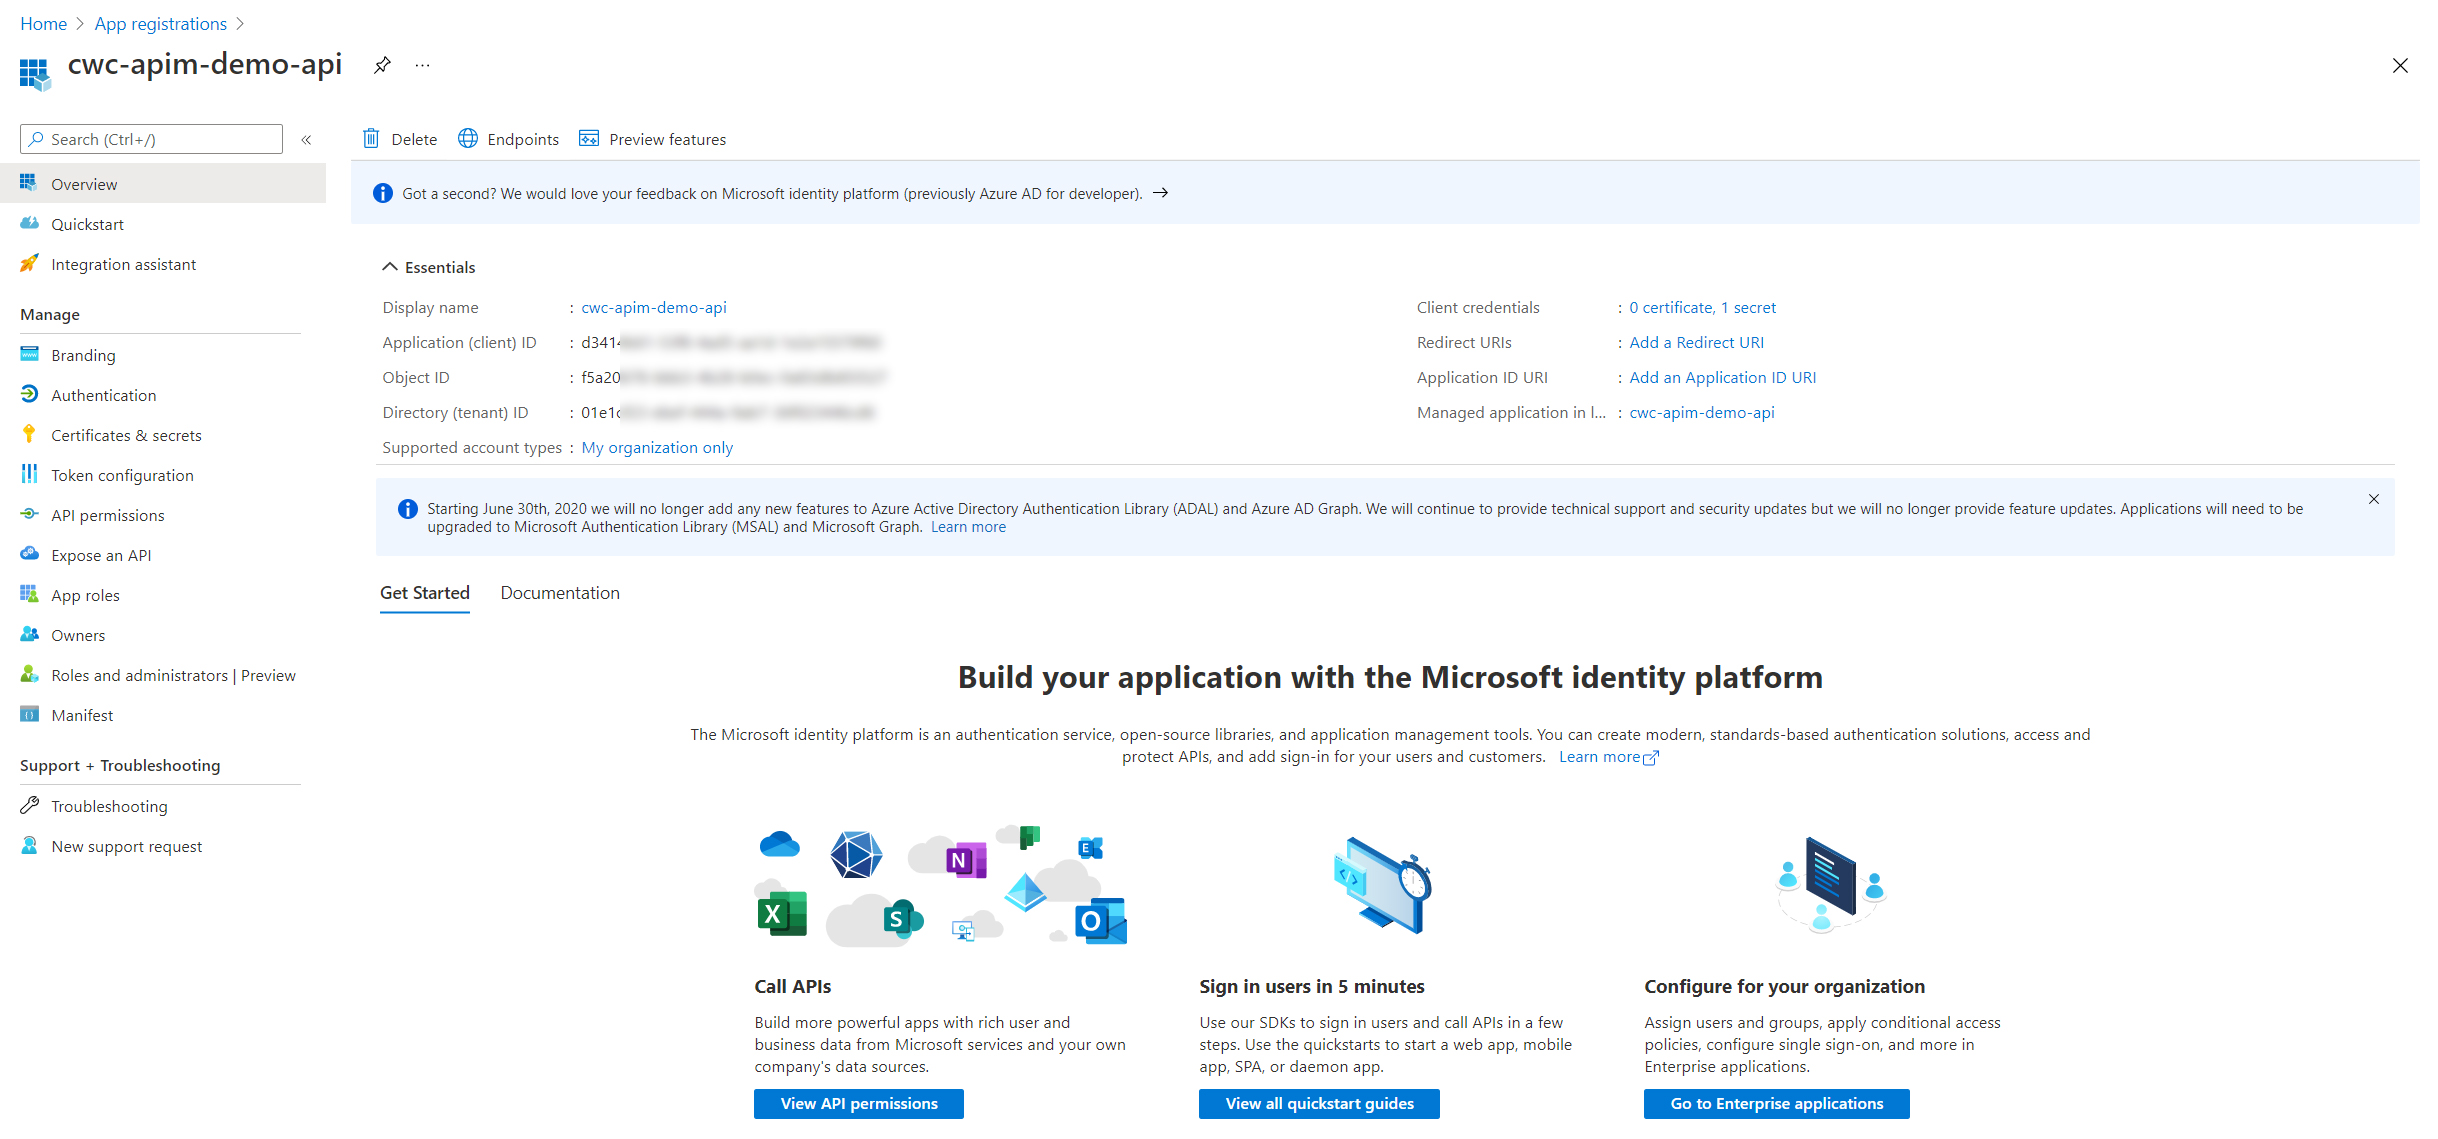 Home > App registrations >
cwc-apim-demo-api
Search (Ctrl+/)
«
Overview
Quickstart
Integration assistant
Manage
Branding
Authentication
Certificates & secrets
Token configuration
API permissions
Expose an API
App roles
Owners
Roles and administrators | Preview
Manifest
Support + Troubleshooting
Troubleshooting
New support request
Delete Endpoints Preview features
Got a second? We would love your feedback on Microsoft identity platform (previously Azure AD for developer). →
Essentials
Display name : cwc-apim-demo-api
Application (client) ID : d341
Object ID : f5a20
Directory (tenant) ID : 01e1
Supported account types : My organization only
Client credentials : 0 certificate, 1 secret
Redirect URIs : Add a Redirect URI
Application ID URI : Add an Application ID URI
Managed application in l... : cwc-apim-demo-api
Starting June 30th, 2020 we will no longer add any new features to Azure Active Directory Authentication Library (ADAL) and Azure AD Graph. We will continue to provide technical support and security updates but we will no longer provide feature updates. Applications will need to be
upgraded to Microsoft Authentication Library (MSAL) and Microsoft Graph. Learn more
Get Started Documentation
Build your application with the Microsoft identity platform
The Microsoft identity platform is an authentication service, open-source libraries, and application management tools. You can create modern, standards-based authentication solutions, access and
protect APIs, and add sign-in for your users and customers. Learn more
N
E
X
S
O
Call APIs
Build more powerful apps with rich user and
business data from Microsoft services and your own
company's data sources.
View API permissions
Sign in users in 5 minutes
Use our SDKs to sign in users and call APIs in a few
steps. Use the quickstarts to start a web app, mobile
app, SPA, or daemon app.
View all quickstart guides
Configure for your organization
Assign users and groups, apply conditional access
policies, configure single sign-on, and more in
Enterprise applications.
Go to Enterprise applications